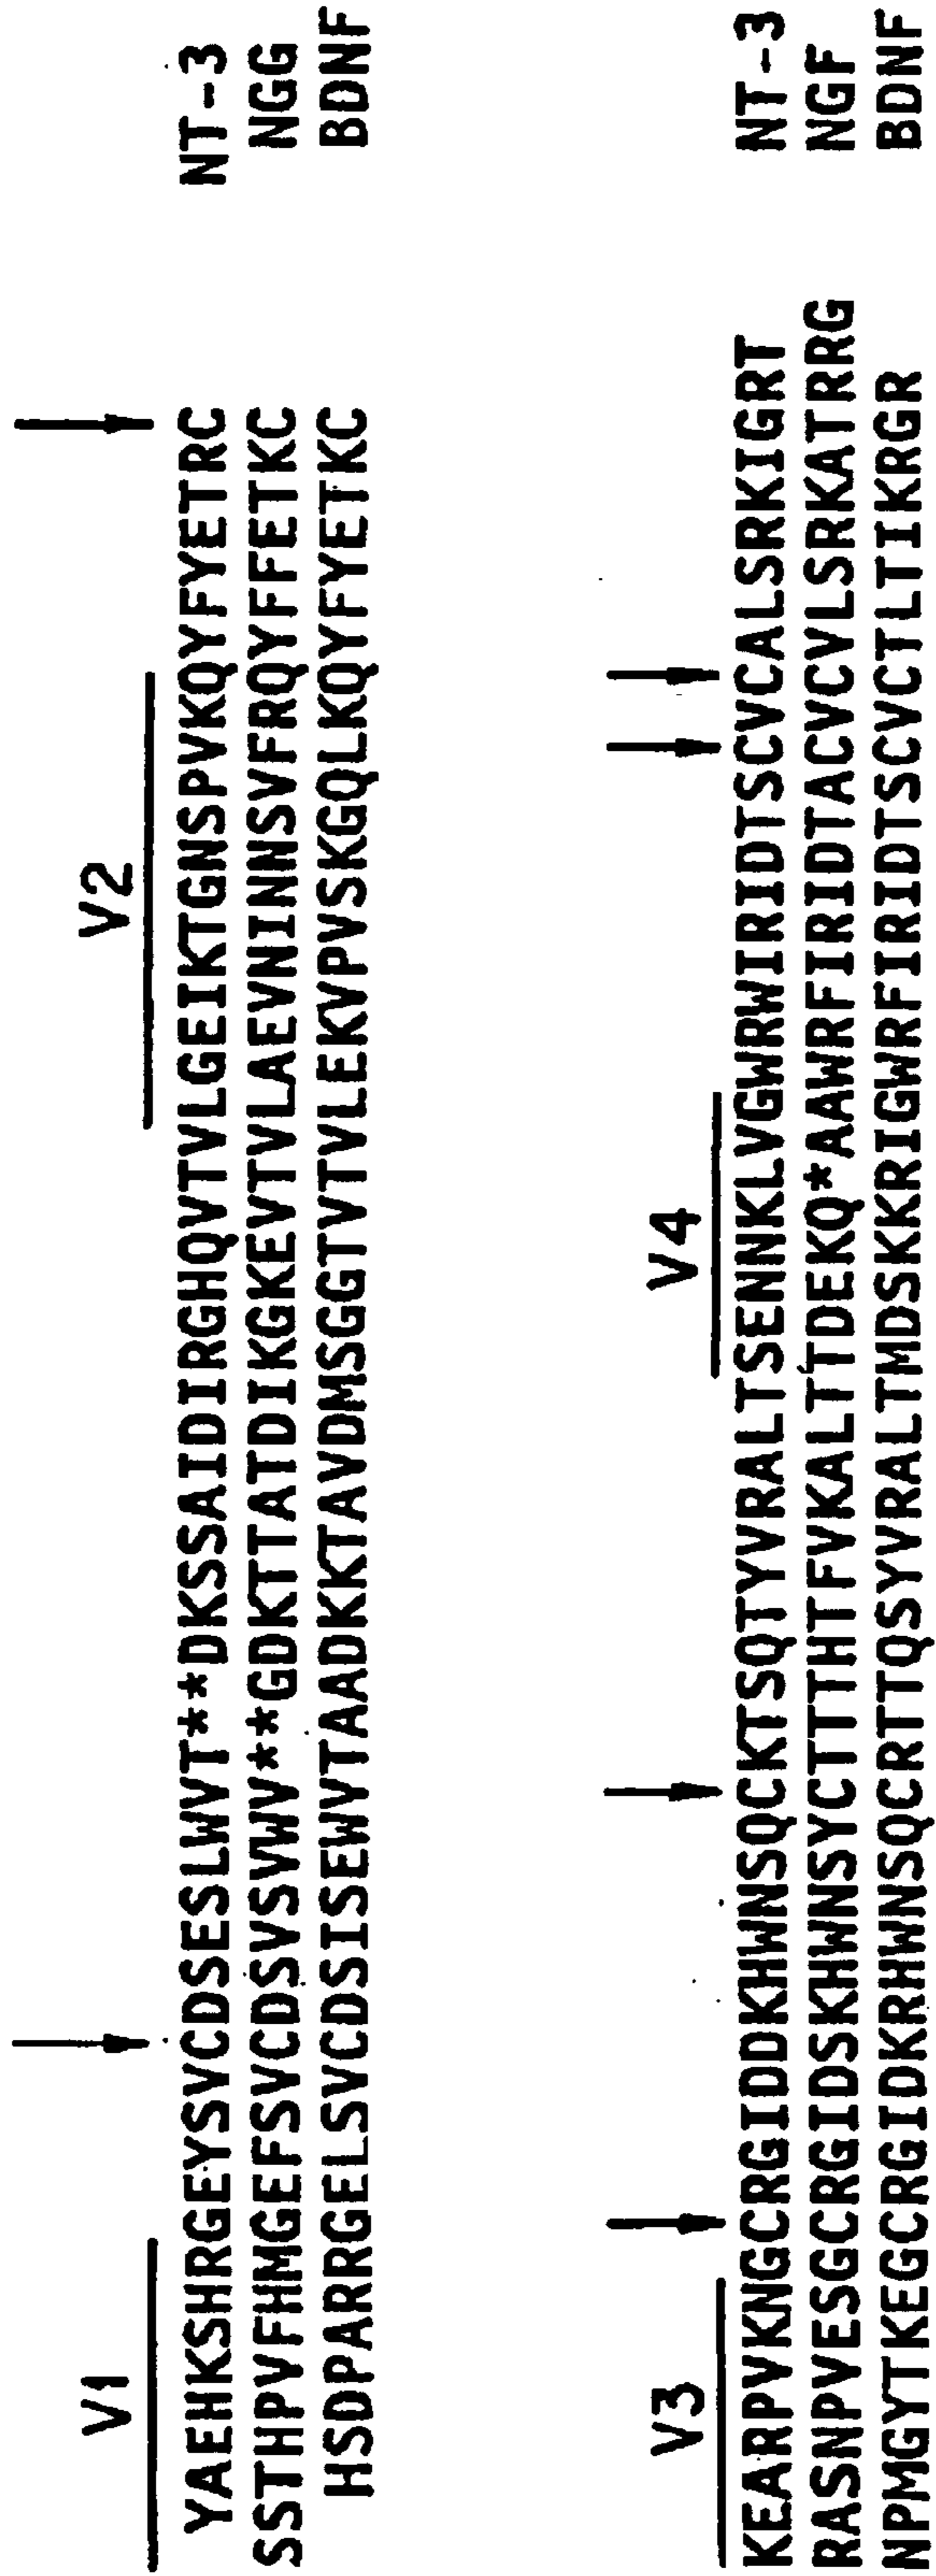 V1 V2
YAEHKSHRGEYSVCDSESLWVT**DKSSAIDIRGHQVTVLGEIKTGNSPVKQYFYETRC NT-3
SSTHPVFHMGEFSVCDSVSVWV**GDKTTATDIKGKEVTVLAEVNINNSVFRQYFFETKC NGG
HSDPARRGELSVCDSISEWVTAADKKTAVDMSGGTVTVLEKVPVSKGQLKQYFYETKC BDNF
V3 V4
KEARPVKNGCRGIDDKHWNSQCKTSQTYVRALTSENNKLVGWRWIRIDTSCVCALSRKIGRT NT-3
RASNPVESGCRGIDSKHWNSYCTTTHTFVKALTTDEKQ*AAWRFIRIDTACVCVLSRKATRRG NGF
NPMGYTKEGCRGIDKRHWNSQCRTTQSYVRALTMDSKKRIGWRFIRIDTSCVCTLTIKRGR BDNF